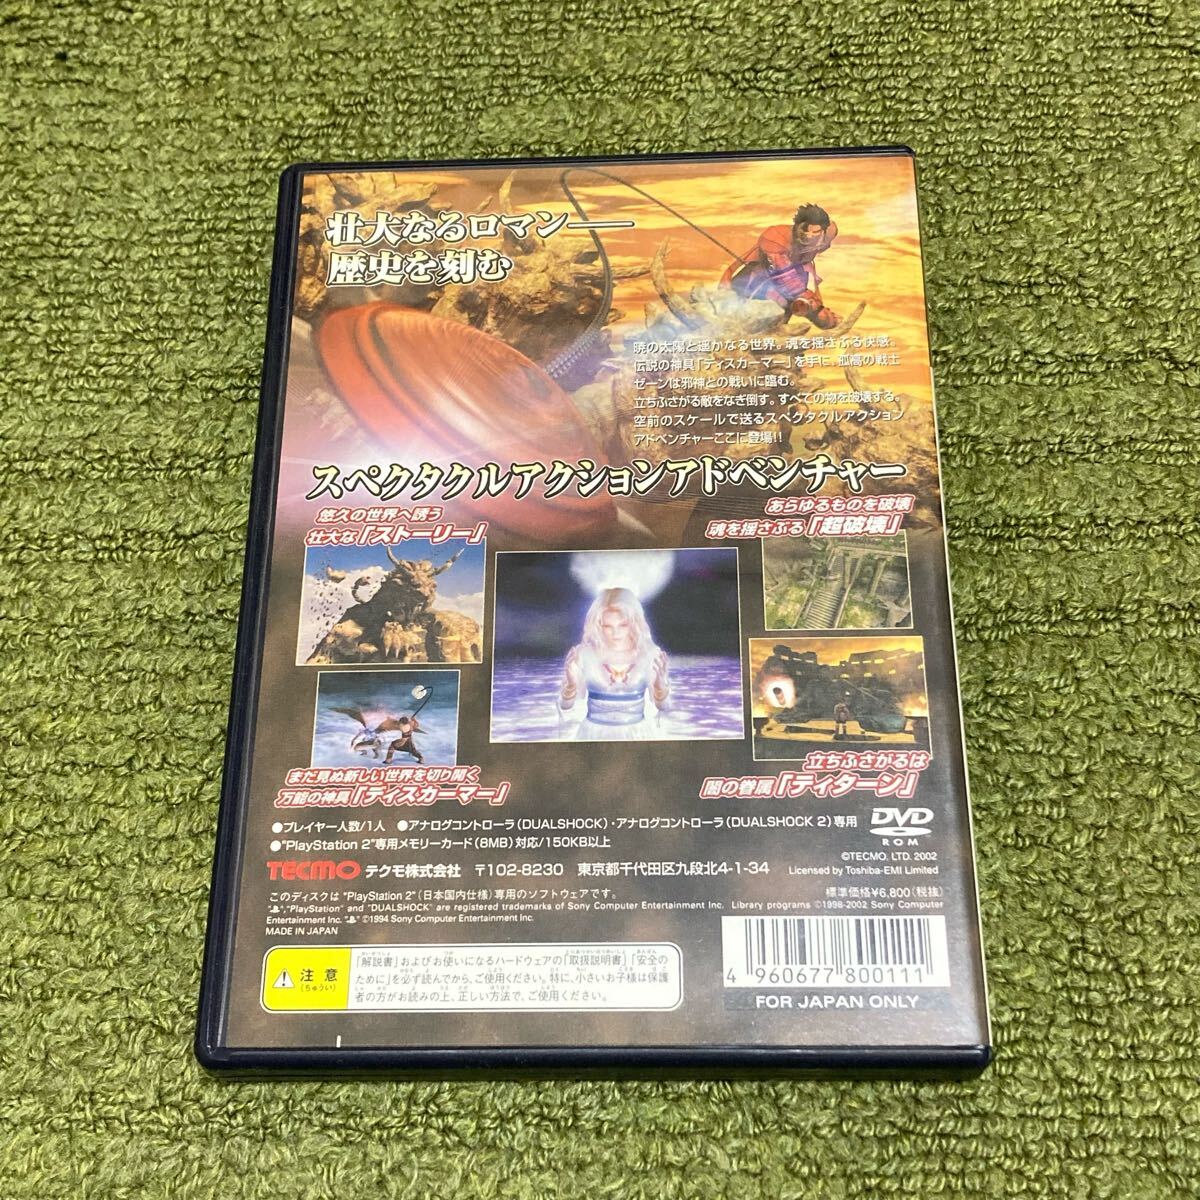 壮大なるロマン――
歴史を刻む
暁の太陽と遥かなる世界。魂を揺さぶる快感。
伝説の神具「ディスカーマー」を手に、孤高の戦士
ゼーンは邪神との戦いに臨む。
立ちふさがる敵をなぎ倒す。すべての物を破壊する。
空前のスケールで送るスペクタクルアクション
アドベンチャーここに登場!!
スペクタクルアクションアドベンチャー
悠久の世界へ誘う
壮大な「ストーリー」
あらゆるものを破壊
魂を揺さぶる「超破壊」
まだ見ぬ新しい世界を切り開く
万能の神具「ディスカーマー」
立ちふさがるは
闇の眷属「ティターン」
●プレイヤー人数/1人 ●アナログコントローラ(DUALSHOCK)・アナログコントローラ(DUALSHOCK 2)専用
●"PlayStation 2"専用メモリーカード(8MB)対応/150KB以上
DVD
ROM
TECMO テクモ株式会社 〒102-8230 東京都千代田区九段北4-1-34
©TECMO, LTD. 2002
Licensed by Toshiba-EMI Limited
このディスクは "PlayStation 2"(日本国内仕様)専用のソフトウェアです。
標準価格¥6,800(税抜)
"PlayStation" and "DUALSHOCK" are registered trademarks of Sony Computer Entertainment Inc. Library programs ©1998-2002 Sony Computer
Entertainment Inc. ©1994 Sony Computer Entertainment Inc.
MADE IN JAPAN
注意
(ちゅうい)
「解説書」およびお使いになるハードウェアの「取扱説明書」「安全の
ために」を必ず読んでから、ご使用ください。特に、小さいお子様は保護
者の方がお読みの上、正しい方法で、ご使用ください。
4 960677 800111
FOR JAPAN ONLY